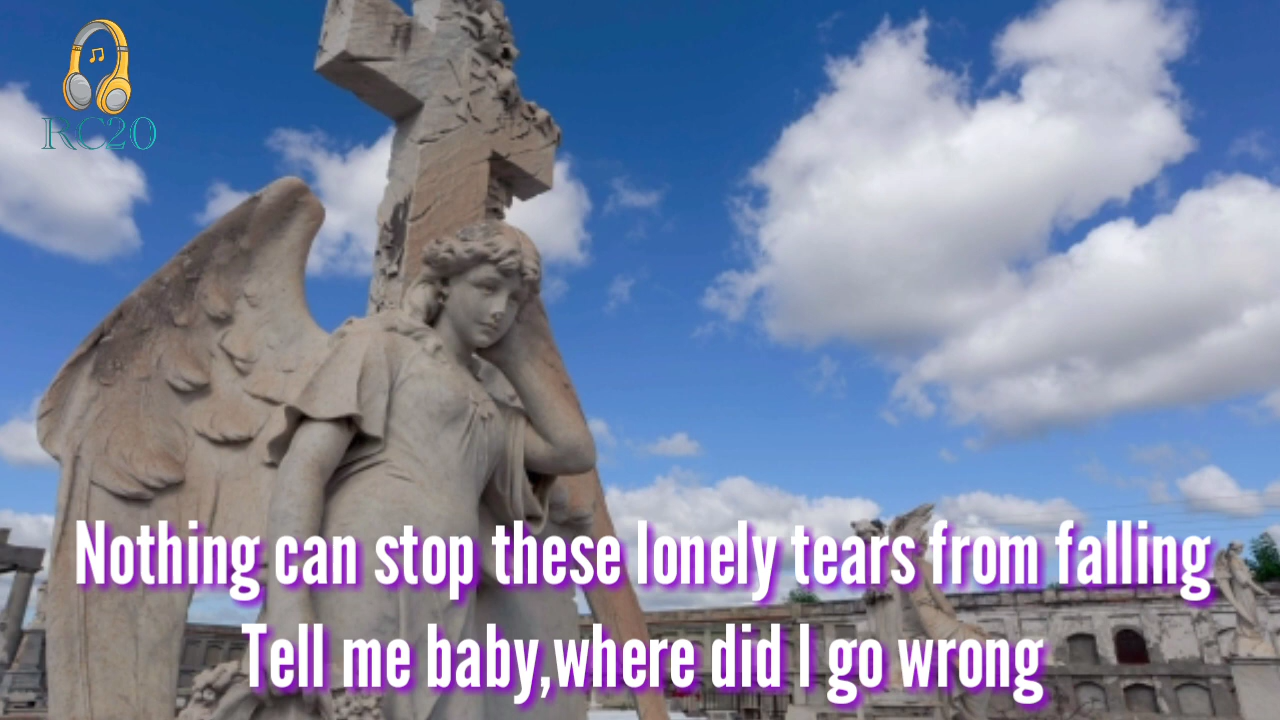 RC20
Nothing can stop these lonely tears from falling
Tell me baby,where did I go wrong